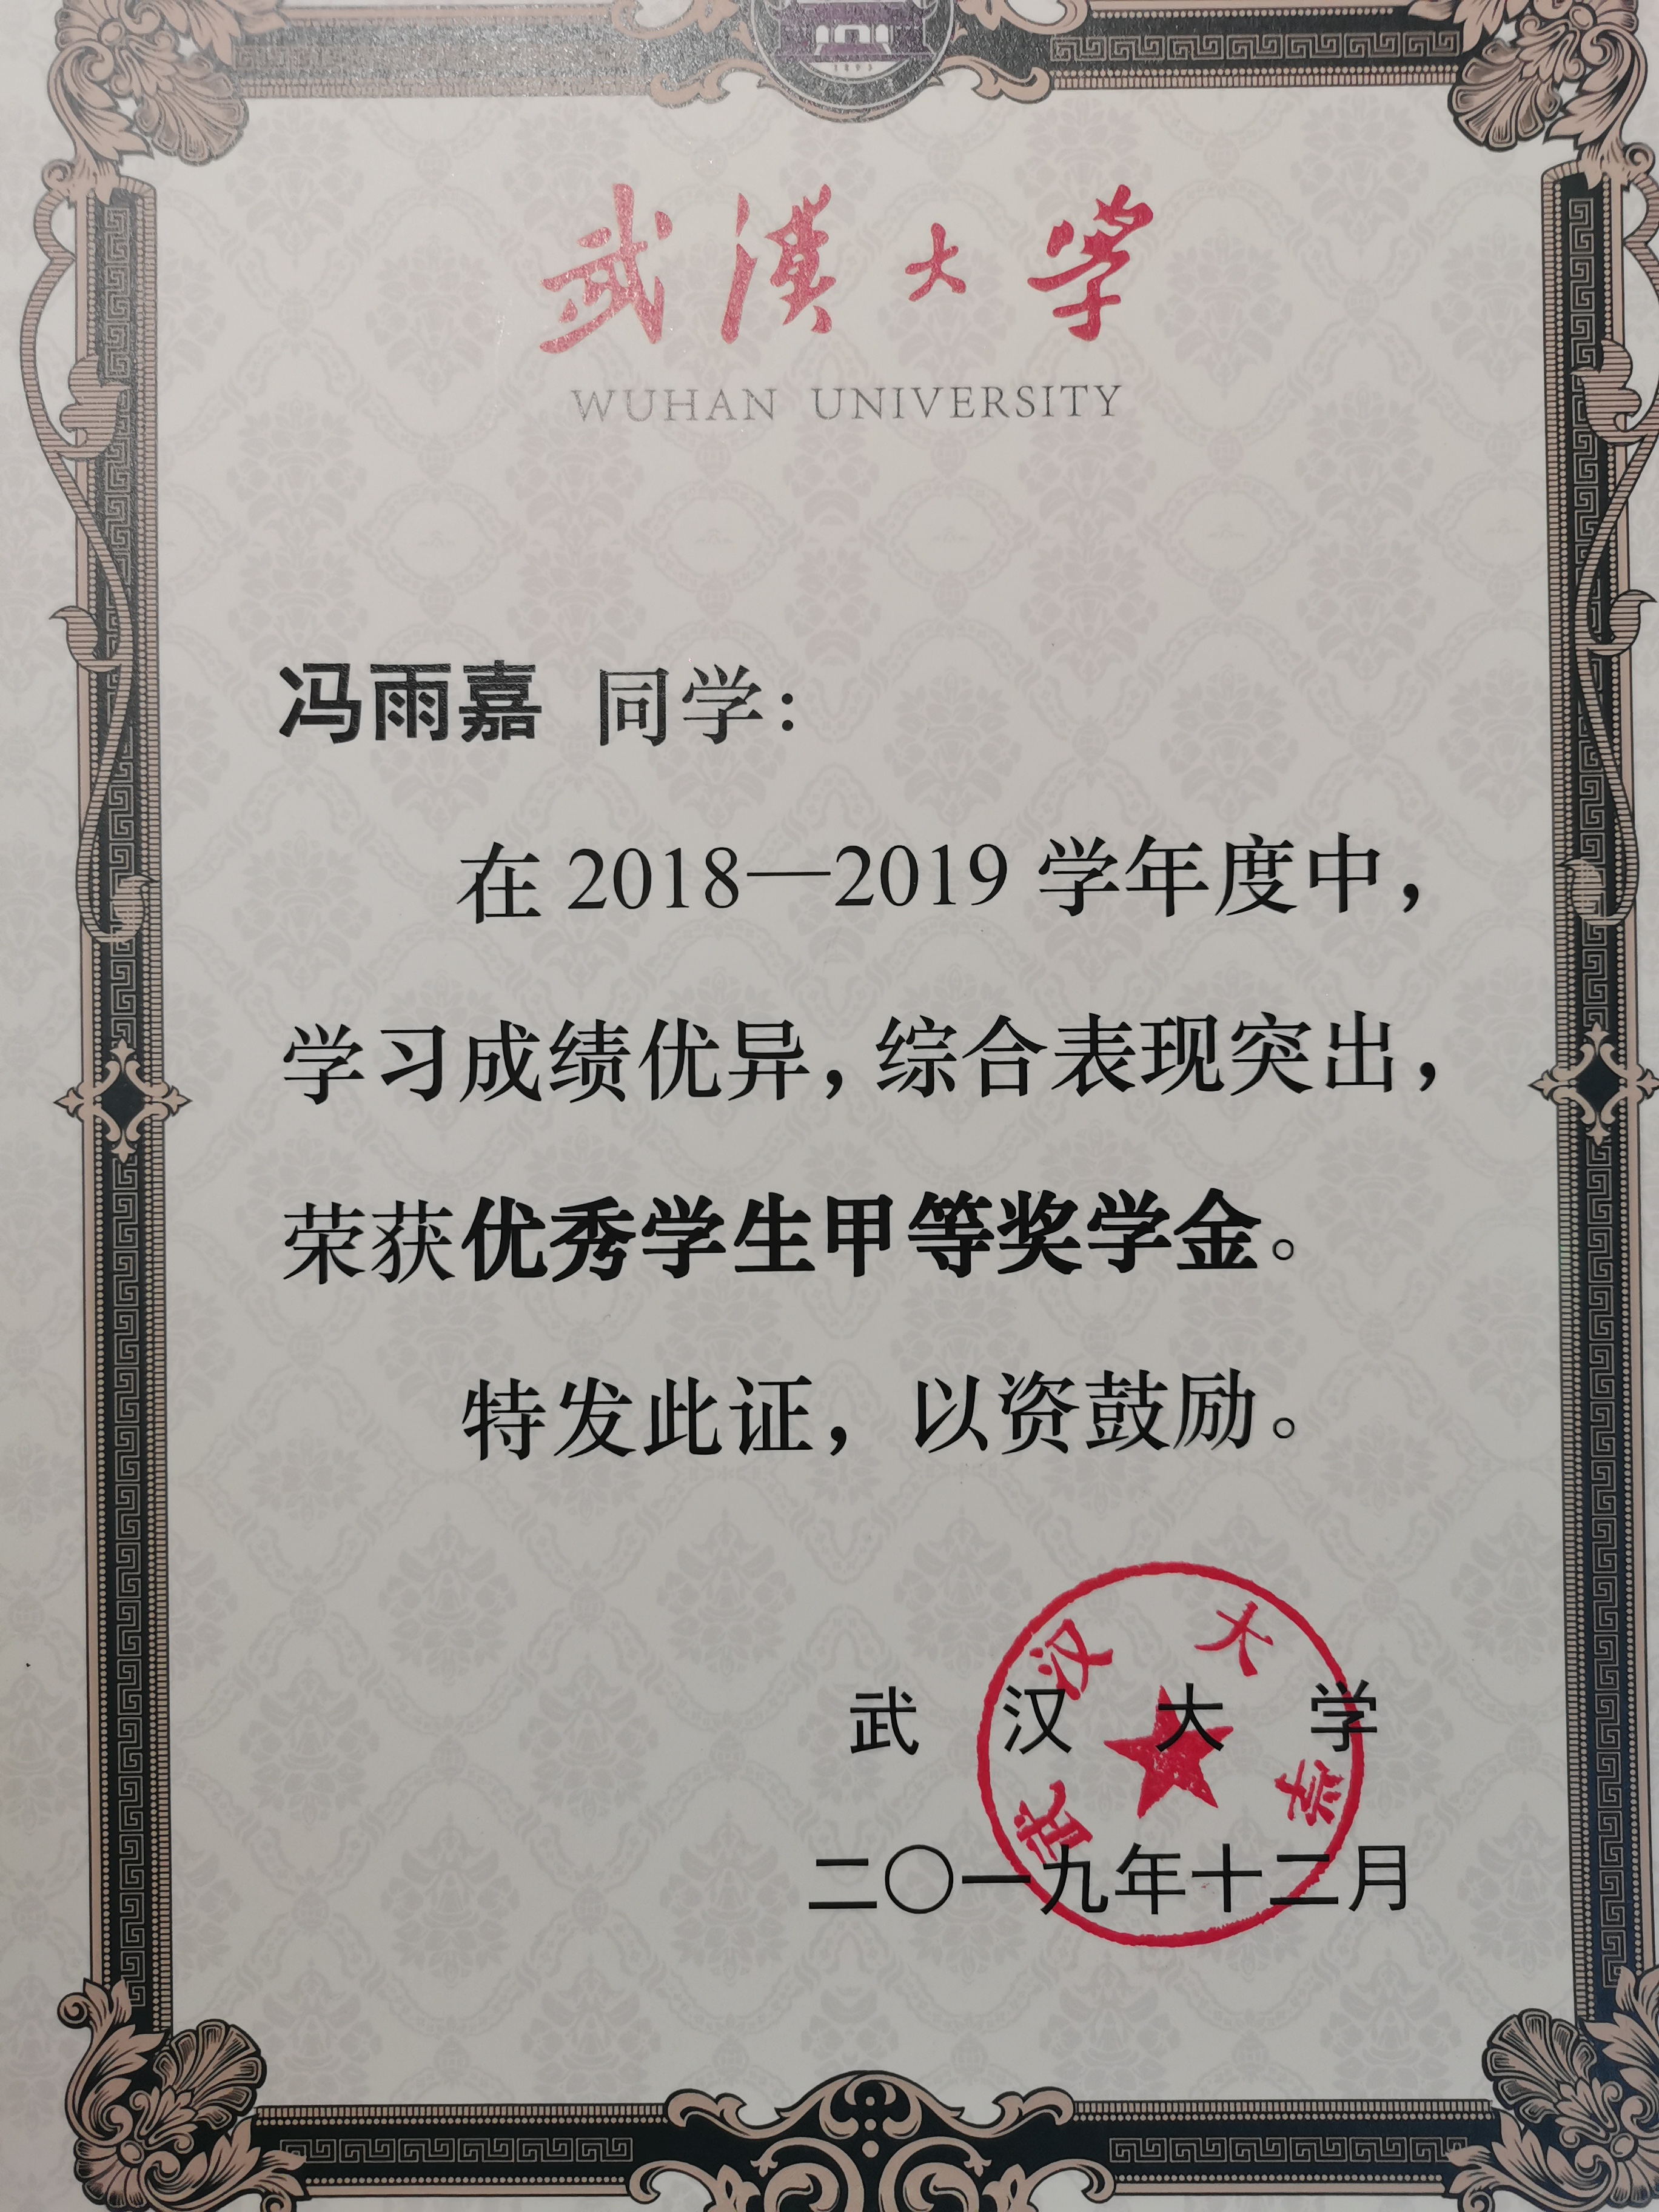 1893
武漢大学
WUHAN UNIVERSITY
冯雨嘉 同学：
在 2018—2019 学年度中，
学习成绩优异，综合表现突出，
荣获优秀学生甲等奖学金。
特发此证，以资鼓励。
武汉大学
武汉大学
二〇一九年十二月